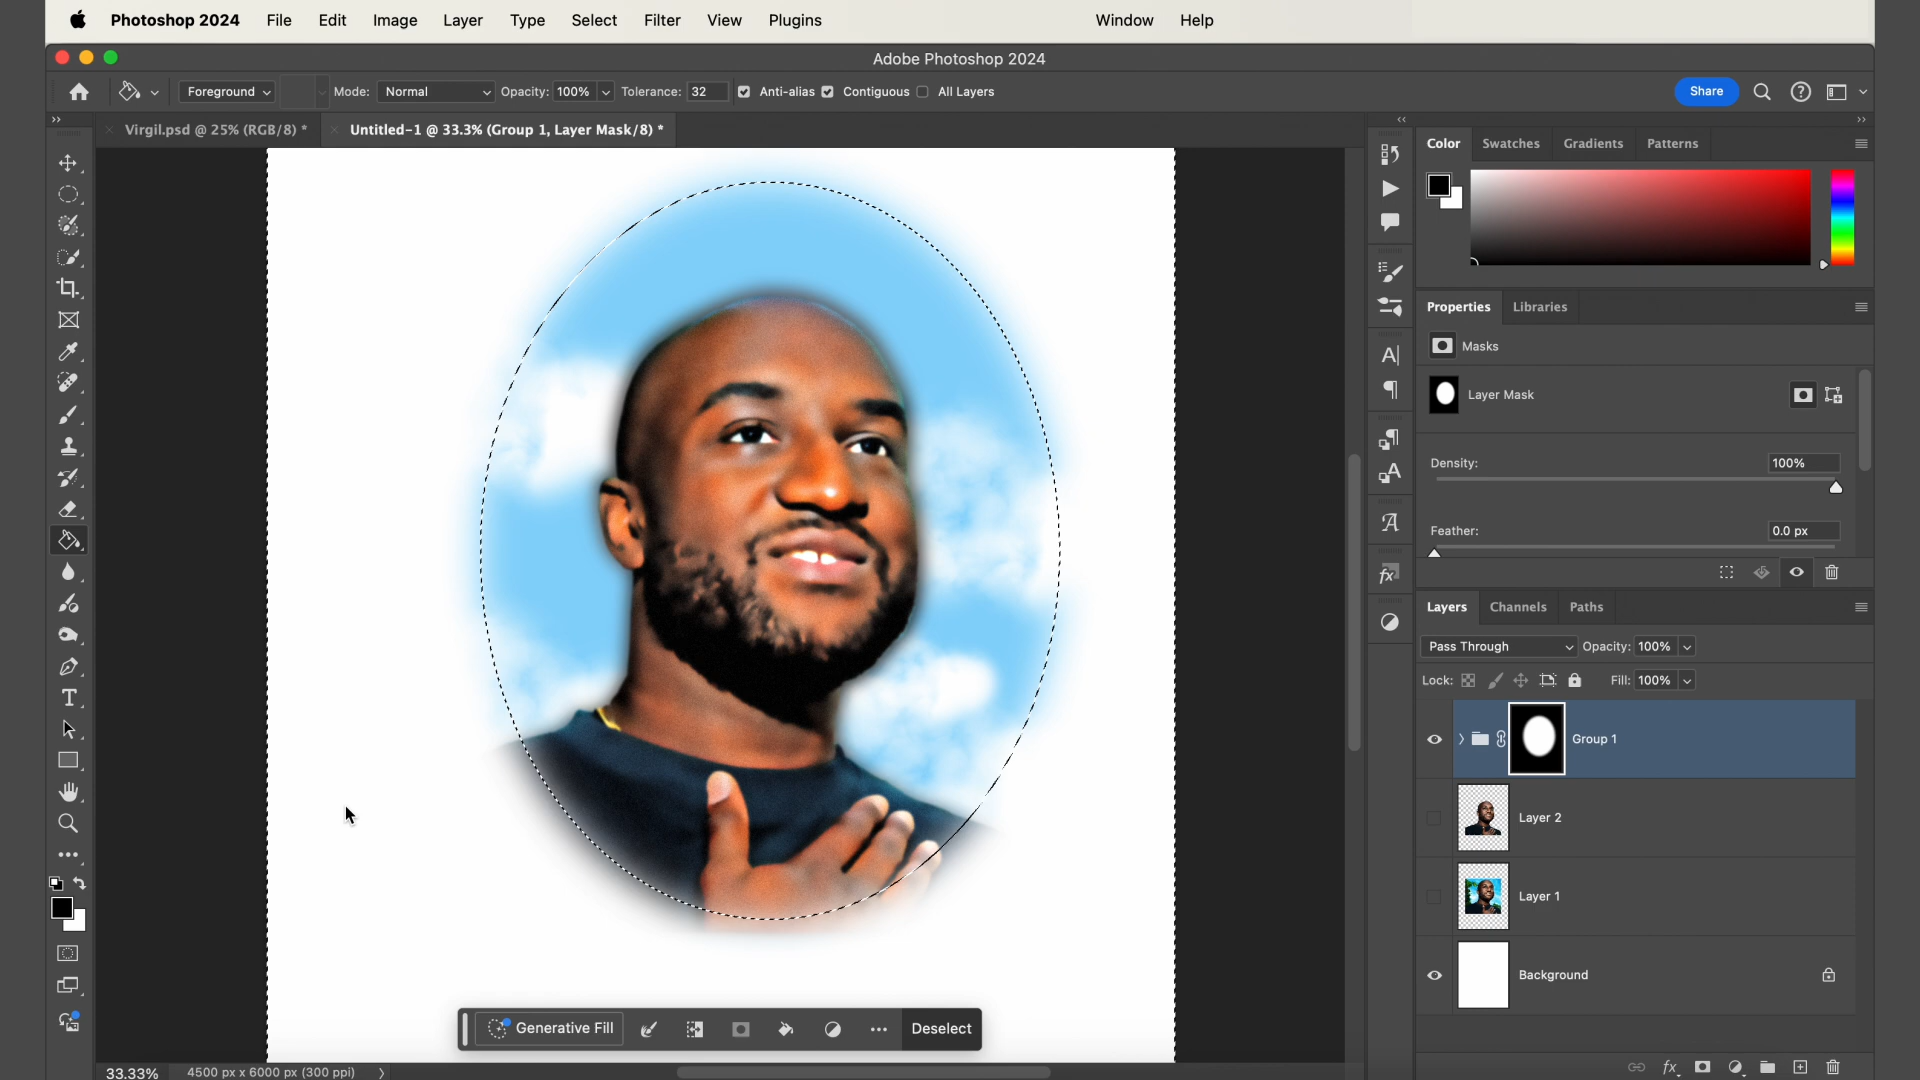 Photoshop 2024 File Edit Image Layer Type Select Filter View Plugins Window Help
Adobe Photoshop 2024
Foreground Mode: Normal Opacity: 100% Tolerance: 32 Anti-alias Contiguous All Layers Share
Virgil.psd @ 25% (RGB/8) * Untitled-1 @ 33.3% (Group 1, Layer Mask/8) *
Color Swatches Gradients Patterns
Properties Libraries
Masks
Layer Mask
Density: 100%
Feather: 0.0 px
Layers Channels Paths
Pass Through Opacity: 100%
Lock: Fill: 100%
Group 1
Layer 2
Layer 1
Background
Generative Fill Deselect
33.33% 4500 px x 6000 px (300 ppi)